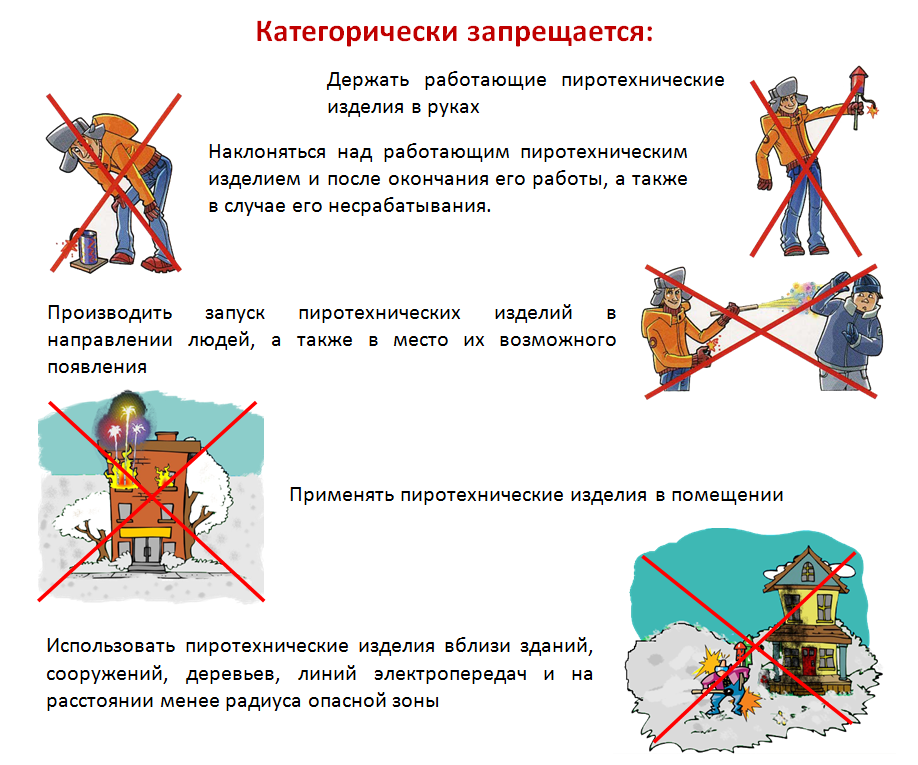 Категорически запрещается:
Держать работающие пиротехнические
изделия в руках
Наклоняться над работающим пиротехническим
изделием и после окончания его работы, а также
в случае его несрабатывания.
Производить запуск пиротехнических изделий в
направлении людей, а также в место их возможного
появления
Применять пиротехнические изделия в помещении
Использовать пиротехнические изделия вблизи зданий,
сооружений, деревьев, линий электропередач и на
расстоянии менее радиуса опасной зоны